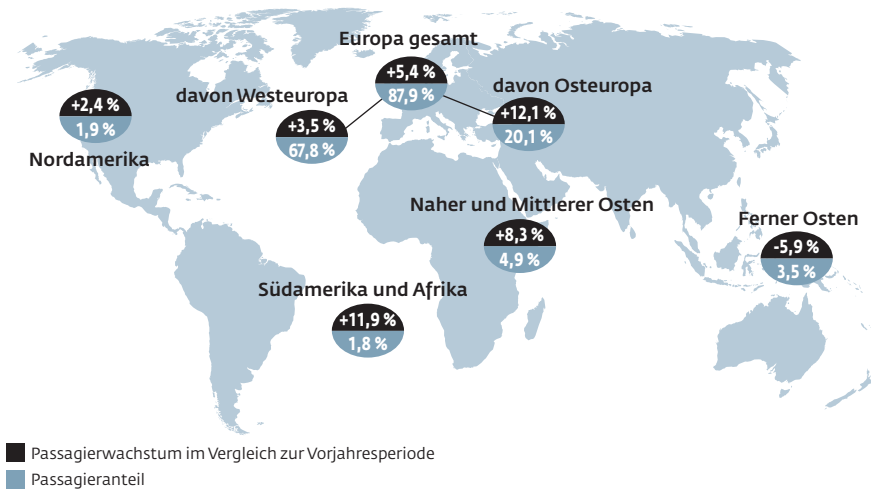 Europa gesamt
+5,4 %
87,9 %
davon Westeuropa
+3,5 %
67,8 %
davon Osteuropa
+12,1 %
20,1 %
+2,4 %
1,9 %
Nordamerika
Naher und Mittlerer Osten
+8,3 %
4,9 %
Ferner Osten
-5,9 %
3,5 %
Südamerika und Afrika
+11,9 %
1,8 %
Passagierwachstum im Vergleich zur Vorjahresperiode
Passagieranteil